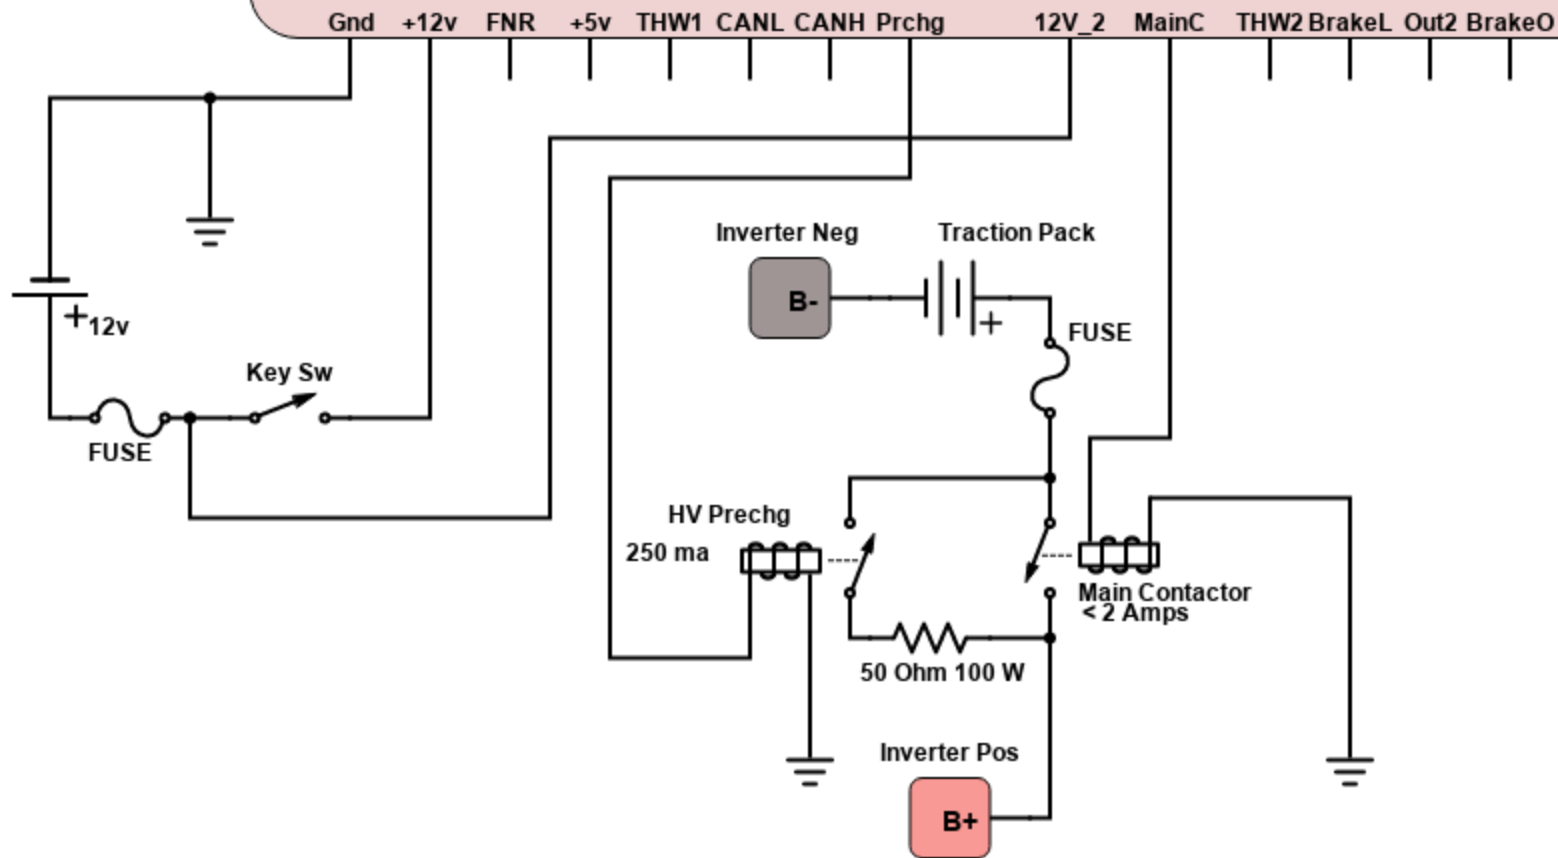 Gnd +12v FNR +5v THW1 CANL CANH Prchg 12V_2 MainC THW2 BrakeL Out2 BrakeO
Inverter Neg
Traction Pack
B-
+
FUSE
+12v
Key Sw
FUSE
HV Prechg
250 ma
Main Contactor
< 2 Amps
50 Ohm 100 W
Inverter Pos
B+